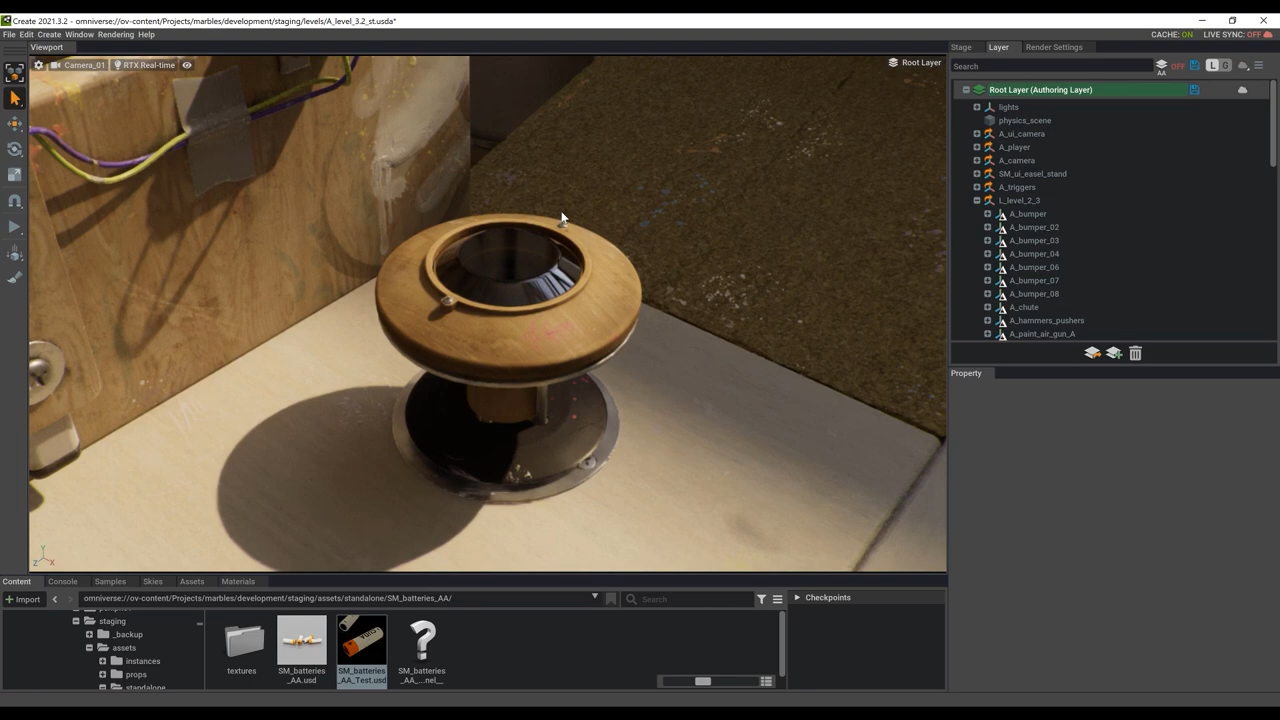 Create 2021.3.2 - omniverse://ov-content/Projects/marbles/development/staging/levels/A_level_3.2_st.usda*
File Edit Create Window Rendering Help
CACHE: ON LIVE SYNC: OFF
Viewport
Stage Layer Render Settings
Camera_01 RTX Real-time
Root Layer
Search
AA OFF L G
Root Layer (Authoring Layer)
lights
physics_scene
A_ui_camera
A_player
A_camera
SM_ui_easel_stand
A_triggers
L_level_2_3
A_bumper
A_bumper_02
A_bumper_03
A_bumper_04
A_bumper_06
A_bumper_07
A_bumper_08
A_chute
A_hammers_pushers
A_paint_air_gun_A
Property
Y
Z X
Content Console Samples Skies Assets Materials
+ Import omniverse://ov-content/Projects/marbles/development/staging/assets/standalone/SM_batteries_AA/ Search
Checkpoints
staging
_backup
assets
instances
props
standalone
textures
SM_batteries
_AA.usd
SM_batteries
_AA_Test.usd
SM_batteries
_AA_...nel__